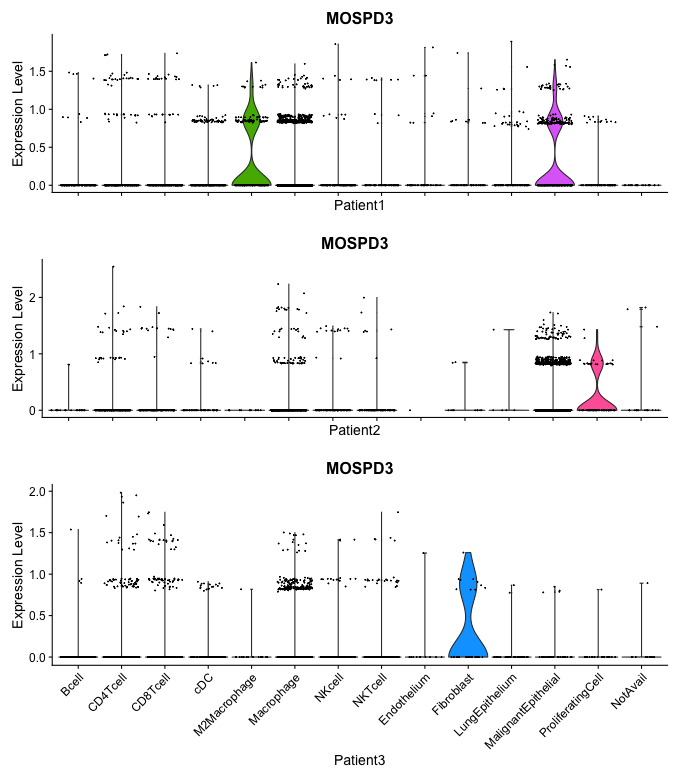 MOSPD3
Expression Level
1.5
1.0
0.5
0.0
Patient1
MOSPD3
Expression Level
2
1
0
Patient2
MOSPD3
Expression Level
2.0
1.5
1.0
0.5
0.0
Bcell
CD4Tcell
CD8Tcell
cDC
M2Macrophage
Macrophage
NKcell
NKTcell
Endothelium
Fibroblast
LungEpithelium
MalignantEpithelial
ProliferatingCell
NotAvail
Patient3